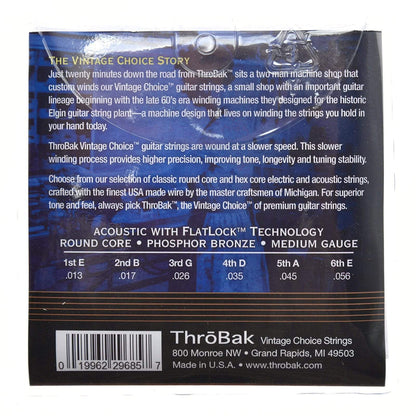 THE VINTAGE CHOICE STORY
Just twenty minutes down the road from ThroBak™ sits a two man machine shop that
custom winds our Vintage Choice™ guitar strings, a small shop with an important guitar
lineage beginning with the late 60's era winding machines they designed for the historic
Elgin guitar string plant—a machine design that lives on winding the strings you hold in
your hand today.
ThroBak Vintage Choice™ guitar strings are wound at a slower speed. This slower
winding process provides higher precision, improving tone, longevity and tuning stability.
Choose from our selection of classic round core and hex core electric and acoustic strings,
crafted with the finest USA made wire by the master craftsmen of Michigan. For superior
tone and feel, always pick ThroBak™, the Vintage Choice™ of premium guitar strings.
ACOUSTIC WITH FLATLOCK™ TECHNOLOGY
ROUND CORE • PHOSPHOR BRONZE • MEDIUM GAUGE
1st E 2nd B 3rd G 4th D 5th A 6th E
.013 .017 .026 .035 .045 .056
ThrōBak Vintage Choice Strings
800 Monroe NW • Grand Rapids, MI 49503
Made in U.S.A. • www.throbak.com
0 19962 29685 7